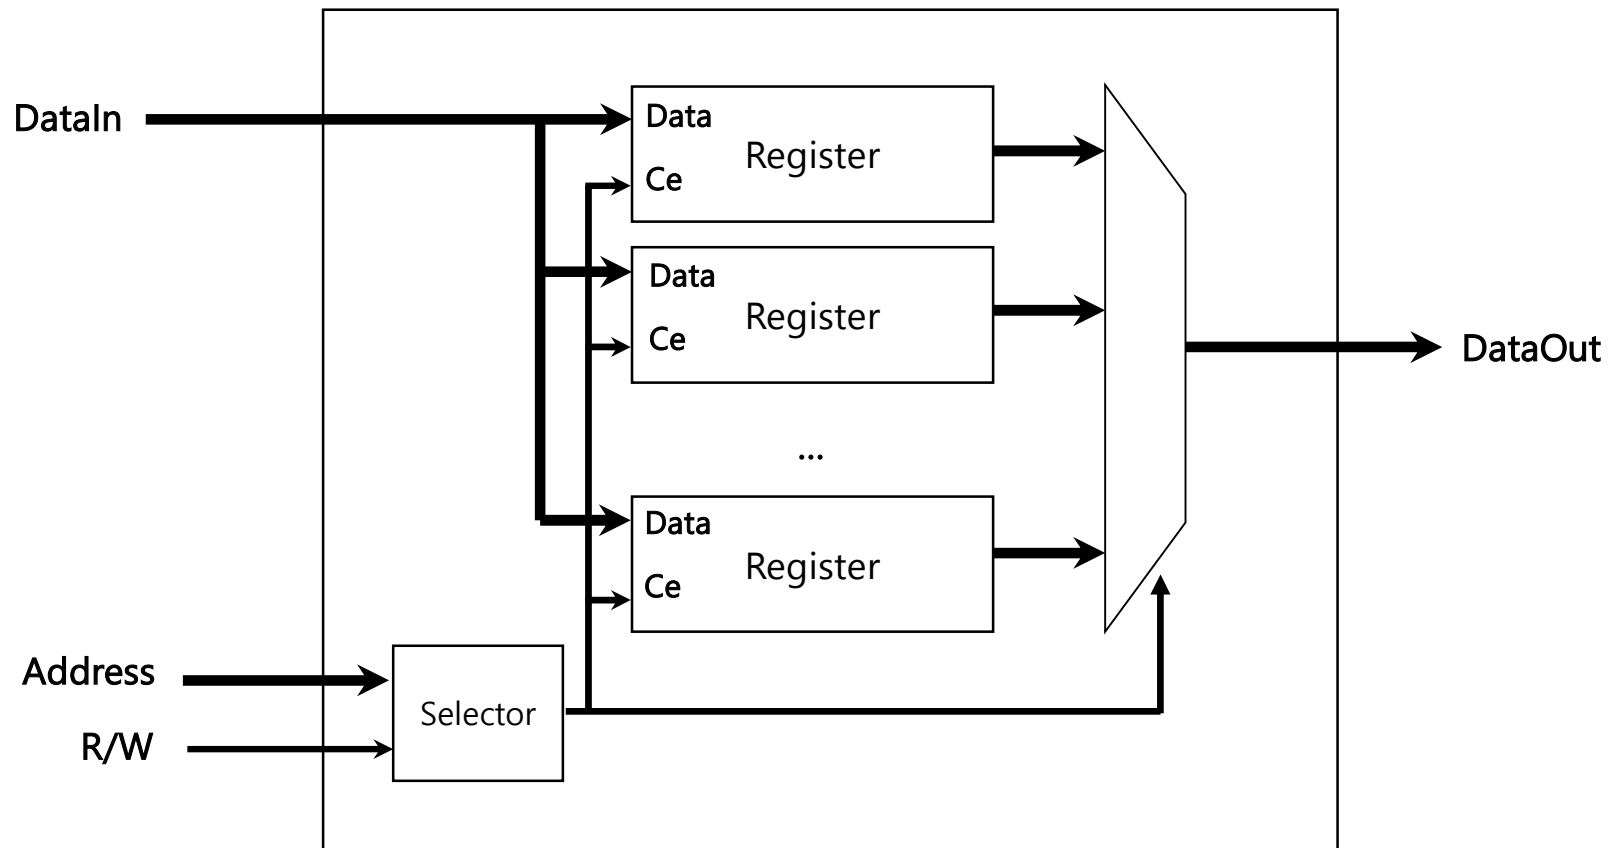 DataIn
Data
Register
Ce
Data
Register
Ce
DataOut
...
Data
Register
Ce
Address
Selector
R/W